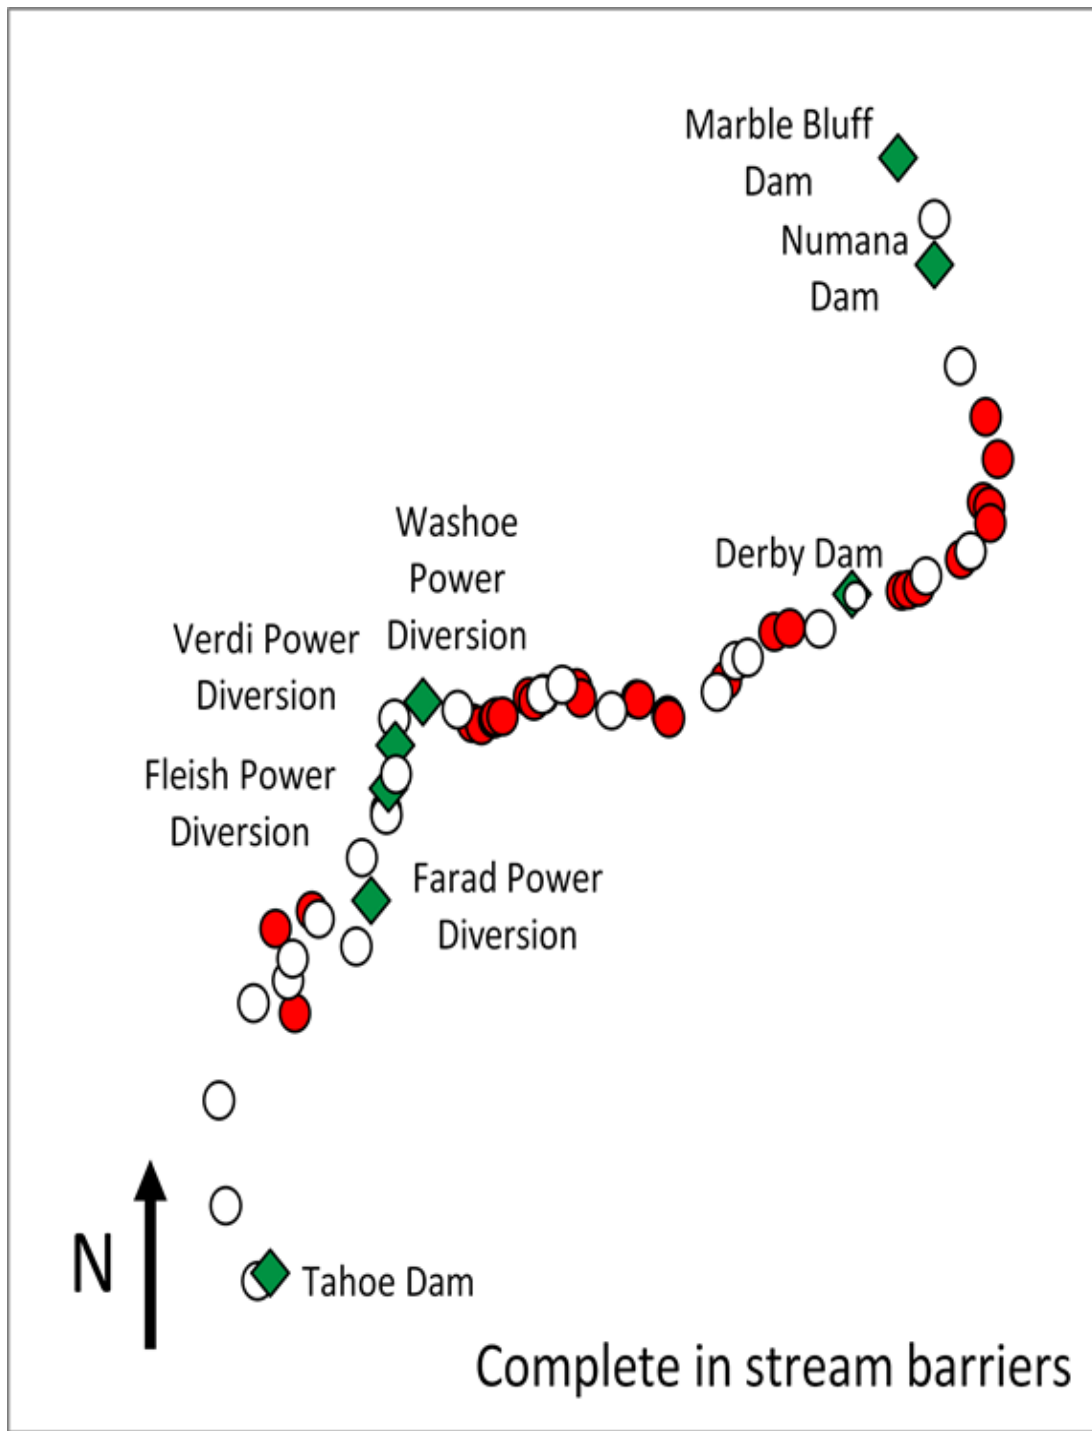 Marble Bluff
Dam
Numana
Dam
Washoe
Power
Diversion
Derby Dam
Verdi Power
Diversion
Fleish Power
Diversion
Farad Power
Diversion
N
Tahoe Dam
Complete in stream barriers